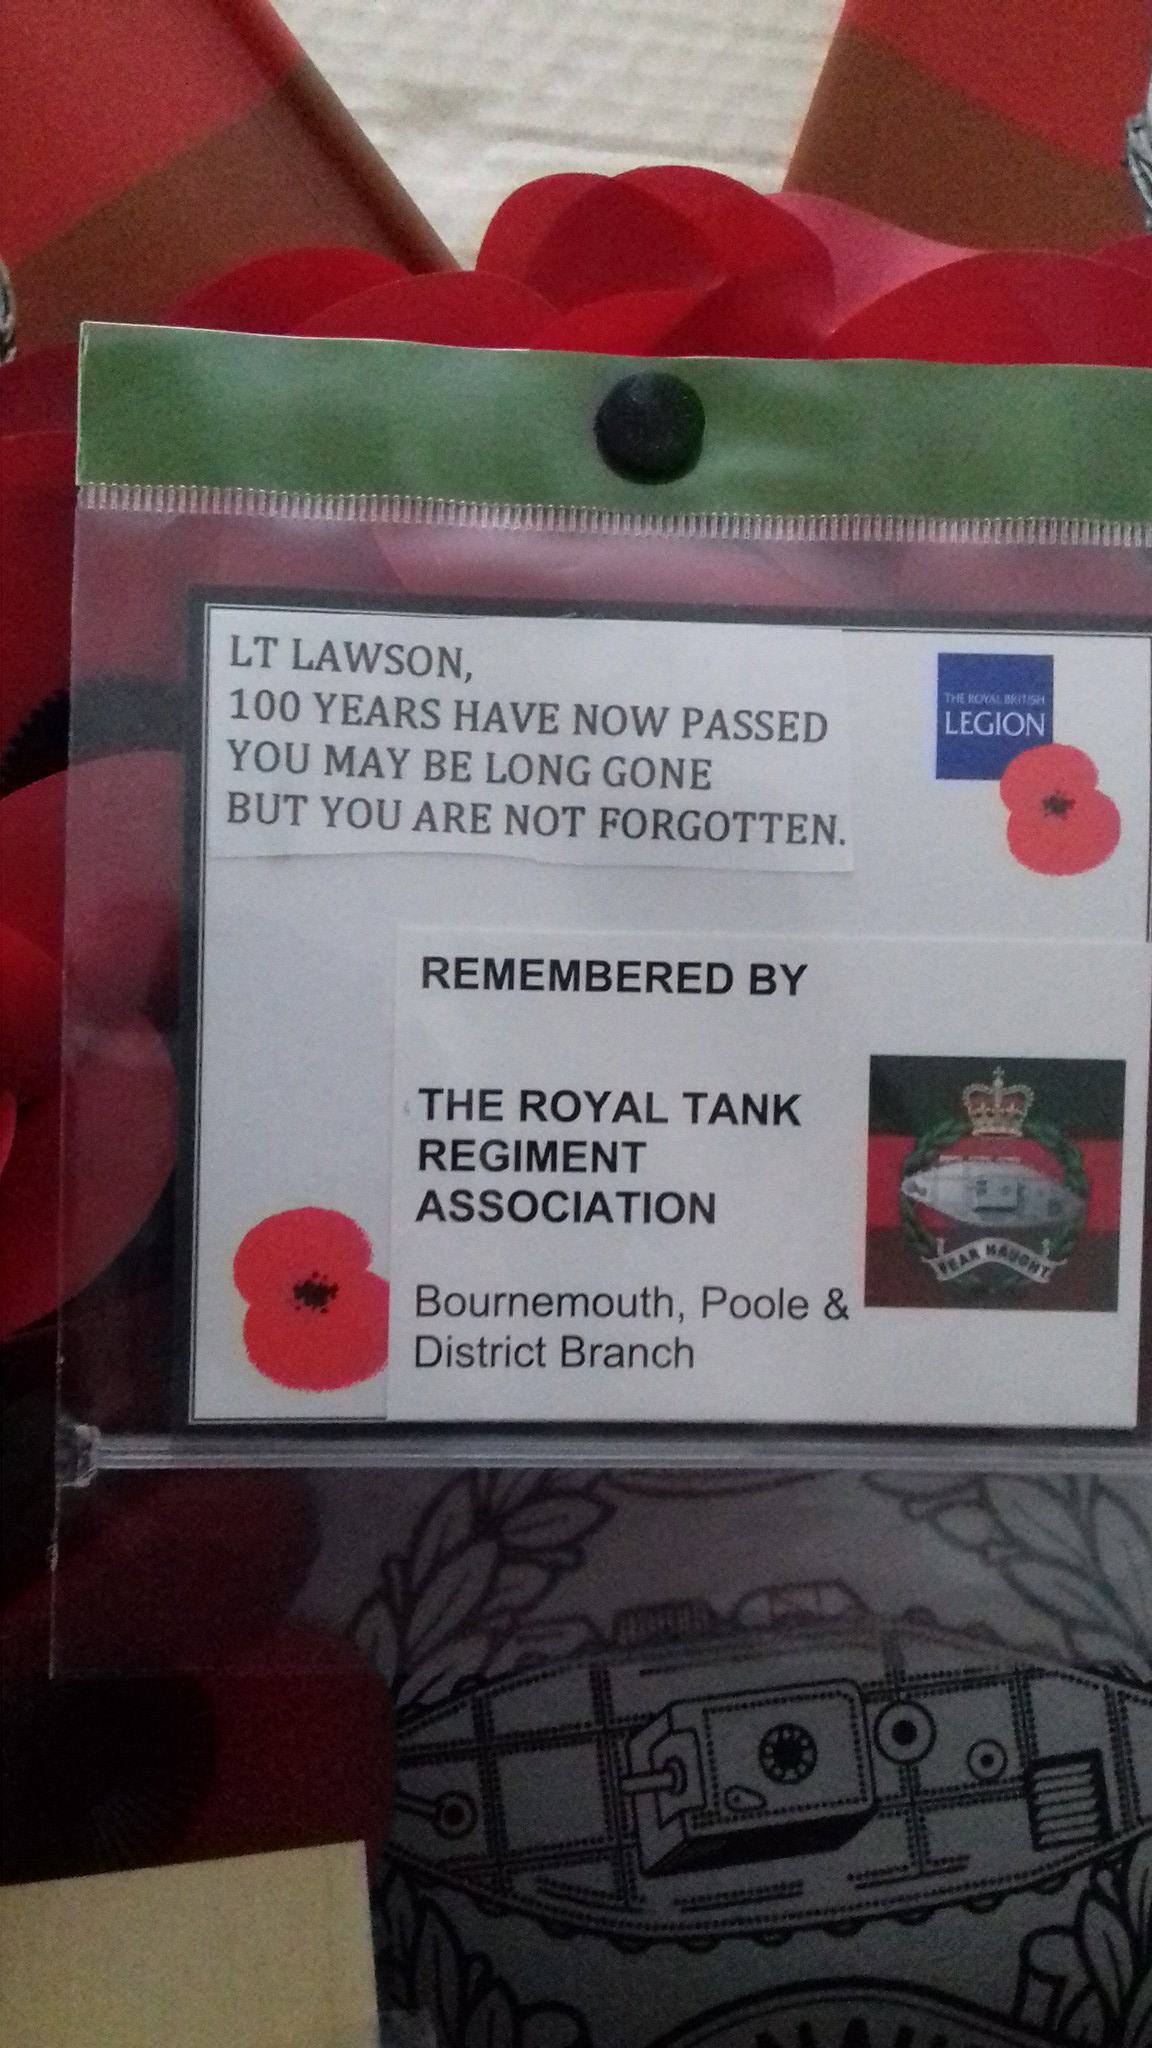 LT LAWSON,
100 YEARS HAVE NOW PASSED
YOU MAY BE LONG GONE
BUT YOU ARE NOT FORGOTTEN.
THE ROYAL BRITISH
LEGION
REMEMBERED BY
THE ROYAL TANK
REGIMENT
ASSOCIATION
FEAR NAUGHT
Bournemouth, Poole &
District Branch